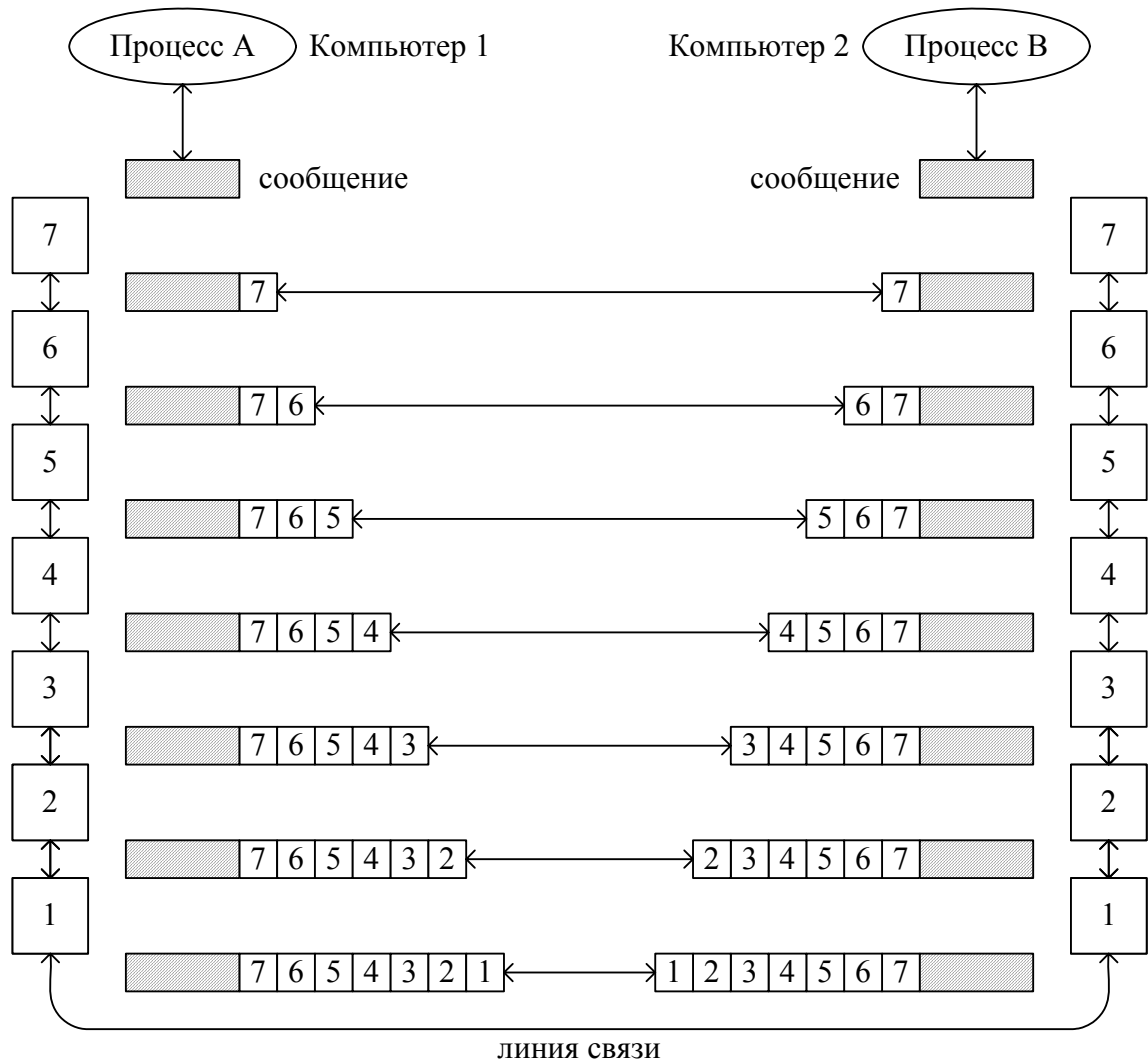 Процесс A Компьютер 1 Компьютер 2 Процесс B
сообщение сообщение
7 7
7 7
6 6
7 6 6 7
5 5
7 6 5 5 6 7
4 4
7 6 5 4 4 5 6 7
3 3
7 6 5 4 3 3 4 5 6 7
2 2
7 6 5 4 3 2 2 3 4 5 6 7
1 1
7 6 5 4 3 2 1 1 2 3 4 5 6 7
линия связи